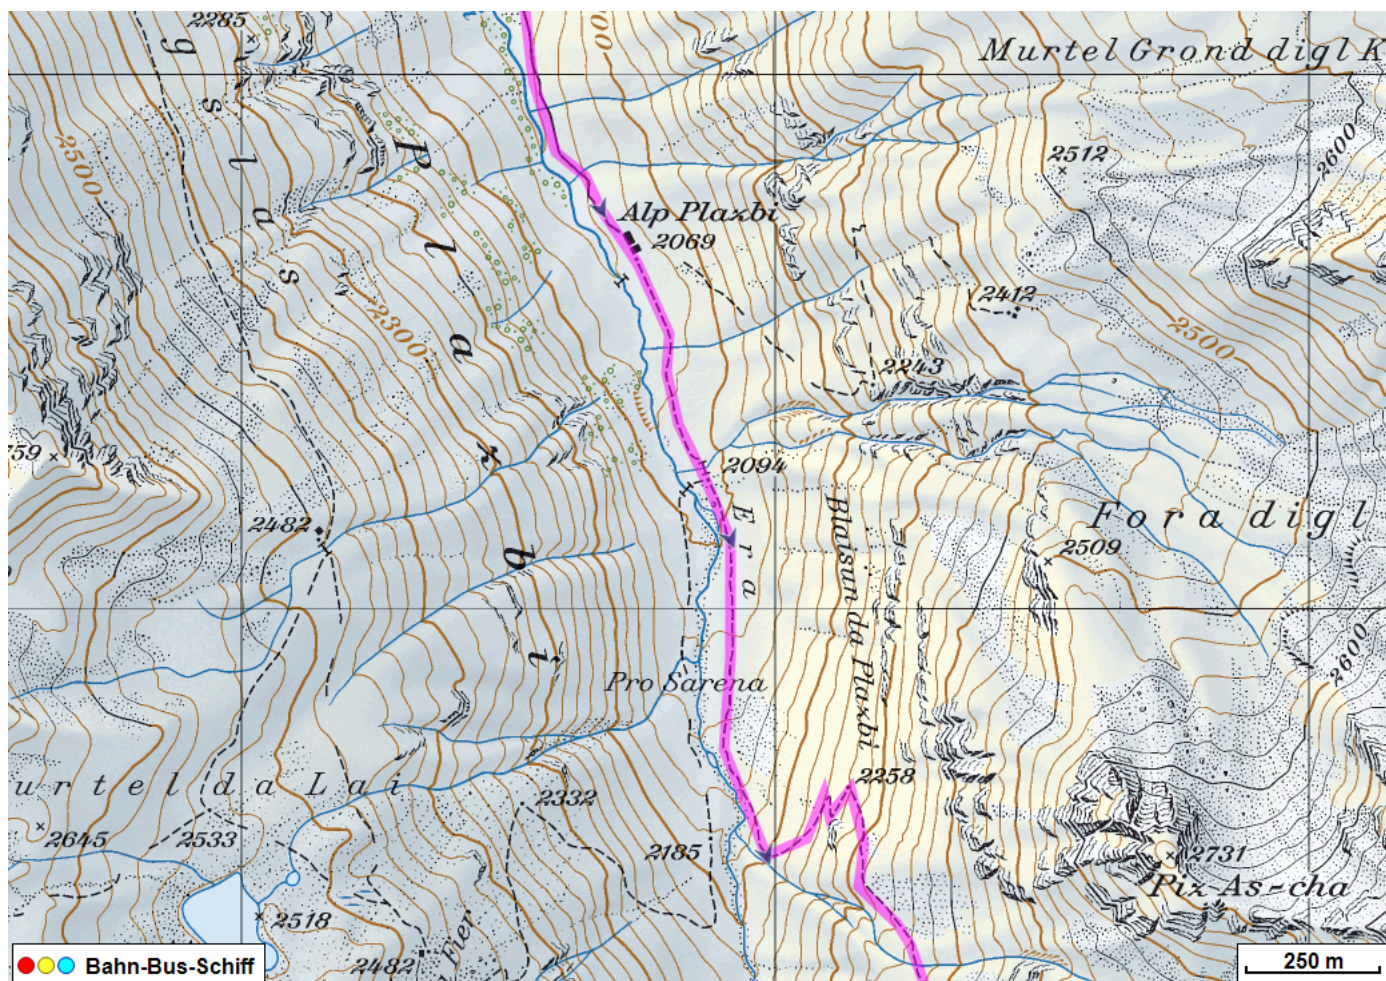 2285
Murtel Grond digl K
2500
2600
2512
Alp Plazbi
2069
g s l a s
P l a z b i
2300
2412
2500
2243
759
2094
2482
Era
Blaisun da Plazbi
Fora digl
2509
2600
Pro Sarena
urtel da Lai
2258
2332
2645
2533
2185
2731
Piz As-cha
2518
2482
Fier
Bahn-Bus-Schiff
250 m